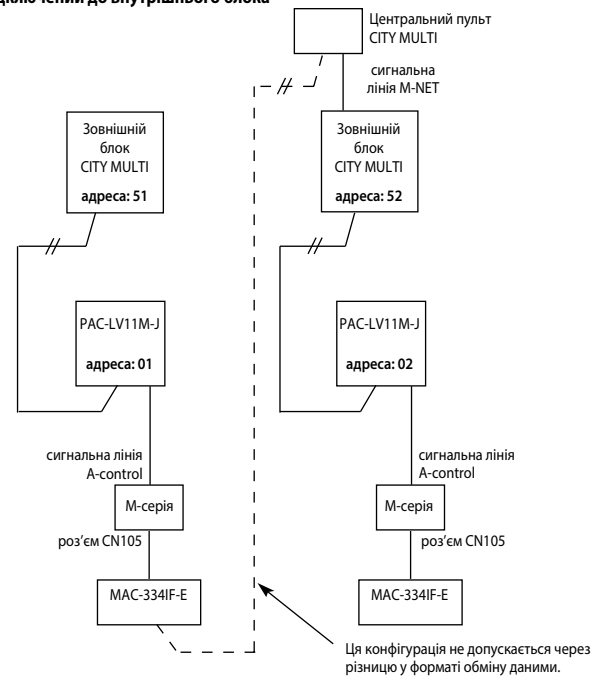 дключений до внутрішнього блока
Центральний пульт
CITY MULTI
сигнальна
лінія M-NET
Зовнішній
блок
CITY MULTI
адреса: 51
Зовнішній
блок
CITY MULTI
адреса: 52
PAC-LV11M-J
адреса: 01
PAC-LV11M-J
адреса: 02
сигнальна лінія
A-control
сигнальна лінія
A-control
М-серія
М-серія
роз’єм CN105
роз’єм CN105
MAC-334IF-E
MAC-334IF-E
Ця конфігурація не допускається через
різницю у форматі обміну даними.